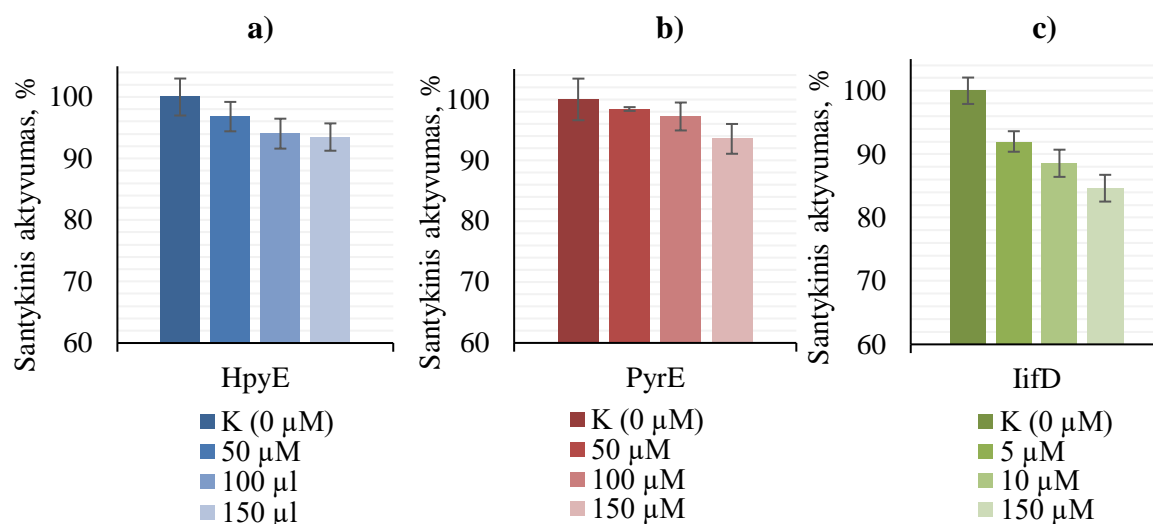 a)
Santykinis aktyvumas, %
100
90
80
70
60
HpyE
K (0 µM)
50 µM
100 µl
150 µl
b)
Santykinis aktyvumas, %
100
90
80
70
60
PyrE
K (0 µM)
50 µM
100 µM
150 µM
c)
Santykinis aktyvumas, %
100
90
80
70
60
IifD
K (0 µM)
5 µM
10 µM
150 µM